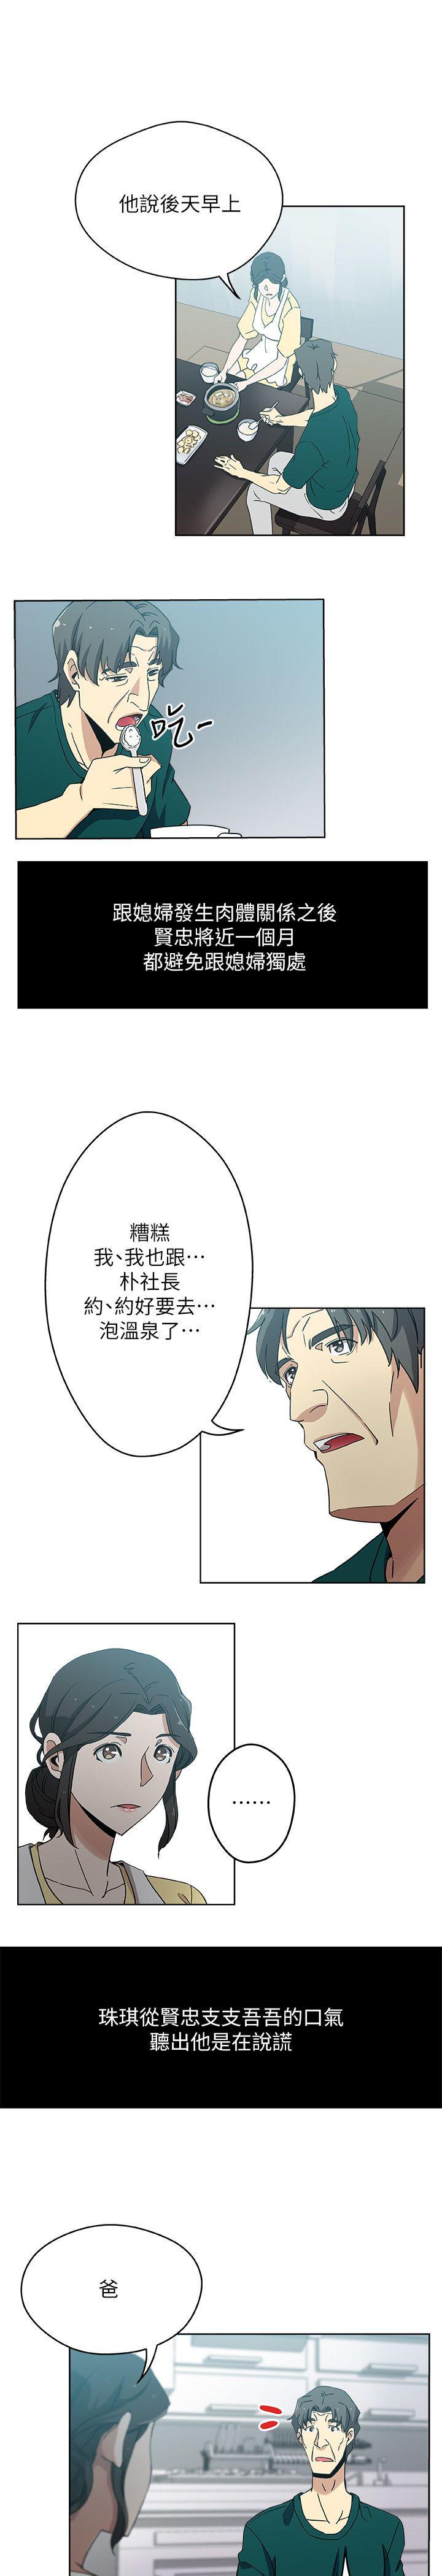 他說後天早上
吃~
跟媳婦發生肉體關係之後
賢忠將近一個月
都避免跟媳婦獨處
糟糕
我、我也跟…
朴社長
約、約好要去…
泡溫泉了…
……
珠琪從賢忠支支吾吾的口氣
聽出他是在說謊
爸